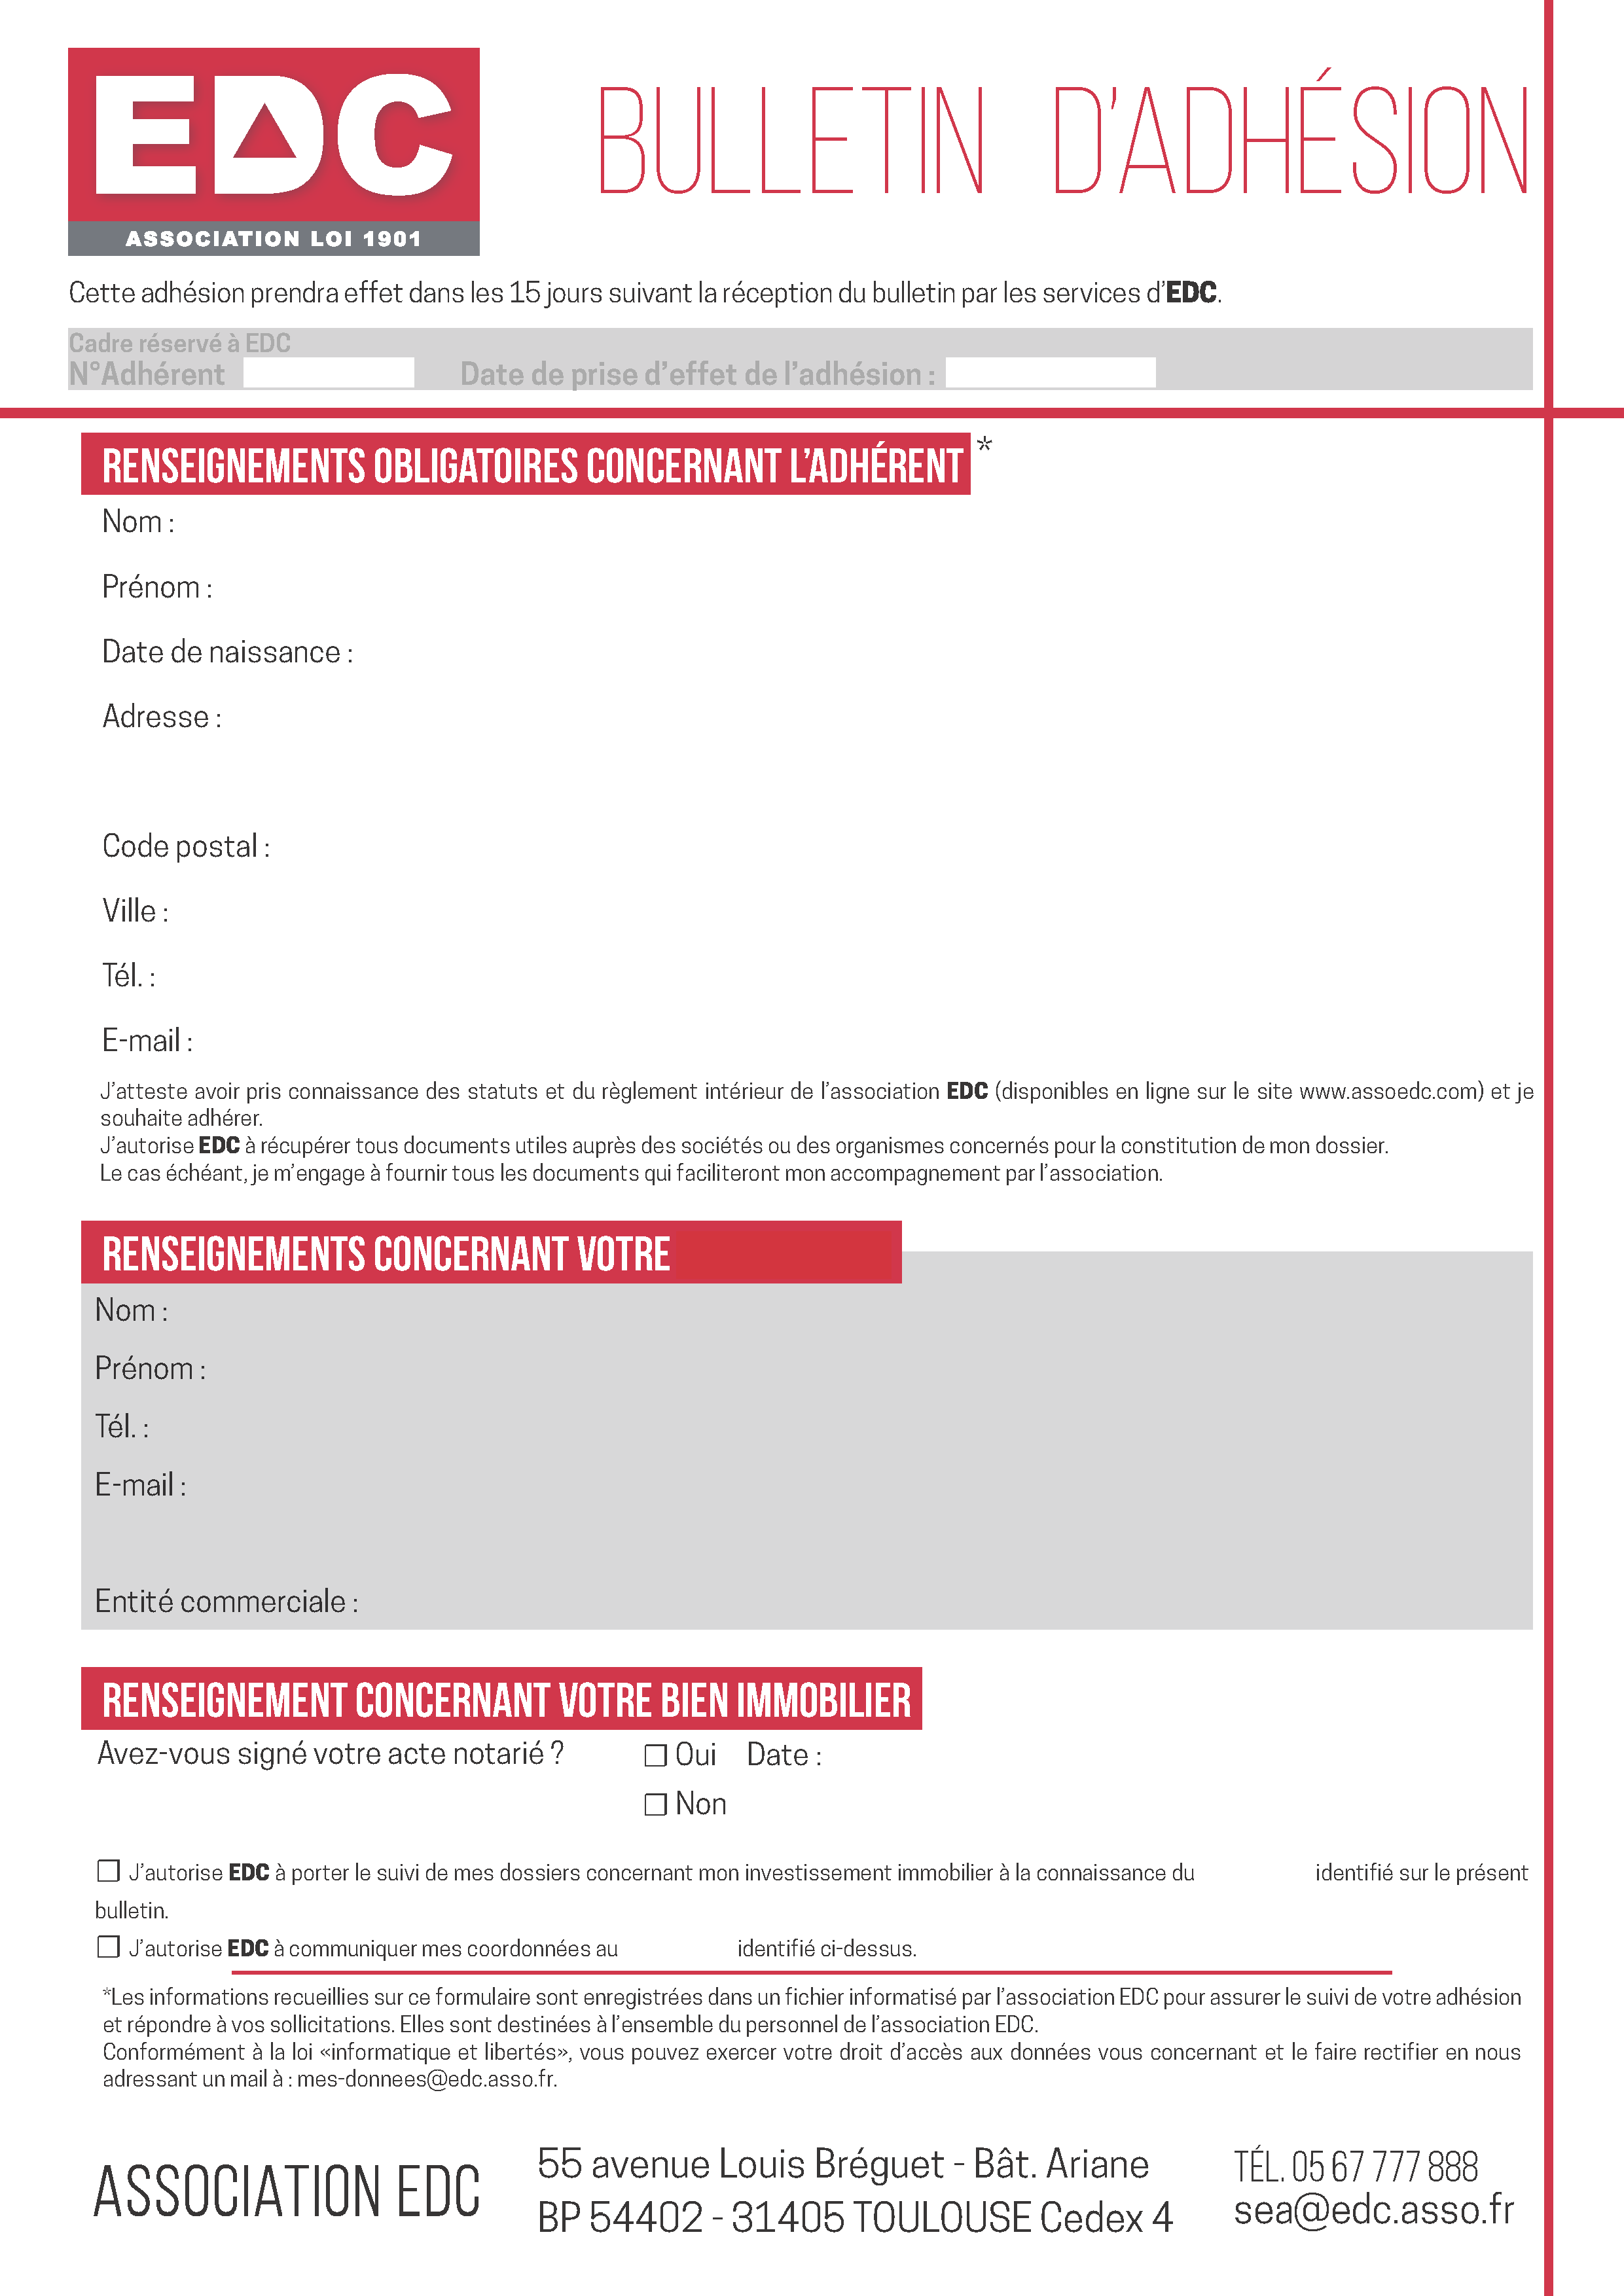 EDC
ASSOCIATION LOI 1901
BULLETIN D’ADHÉSION
Cette adhésion prendra effet dans les 15 jours suivant la réception du bulletin par les services d’EDC.
Cadre réservé à EDC
N°Adhérent Date de prise d’effet de l’adhésion :
RENSEIGNEMENTS OBLIGATOIRES CONCERNANT L’ADHÉRENT *
Nom :
Prénom :
Date de naissance :
Adresse :
Code postal :
Ville :
Tél. :
E-mail :
J’atteste avoir pris connaissance des statuts et du règlement intérieur de l’association EDC (disponibles en ligne sur le site www.assoedc.com) et je
souhaite adhérer.
J’autorise EDC à récupérer tous documents utiles auprès des sociétés ou des organismes concernés pour la constitution de mon dossier.
Le cas échéant, je m’engage à fournir tous les documents qui faciliteront mon accompagnement par l’association.
RENSEIGNEMENTS CONCERNANT VOTRE
Nom :
Prénom :
Tél. :
E-mail :
Entité commerciale :
RENSEIGNEMENT CONCERNANT VOTRE BIEN IMMOBILIER
Avez-vous signé votre acte notarié ? ❒ Oui Date :
❒ Non
❒ J’autorise EDC à porter le suivi de mes dossiers concernant mon investissement immobilier à la connaissance du identifié sur le présent
bulletin.
❒ J’autorise EDC à communiquer mes coordonnées au identifié ci-dessus.
*Les informations recueillies sur ce formulaire sont enregistrées dans un fichier informatisé par l’association EDC pour assurer le suivi de votre adhésion
et répondre à vos sollicitations. Elles sont destinées à l’ensemble du personnel de l’association EDC.
Conformément à la loi «informatique et libertés», vous pouvez exercer votre droit d’accès aux données vous concernant et le faire rectifier en nous
adressant un mail à : mes-donnees@edc.asso.fr.
ASSOCIATION EDC
55 avenue Louis Bréguet - Bât. Ariane
BP 54402 - 31405 TOULOUSE Cedex 4
TÉL. 05 67 777 888
sea@edc.asso.fr